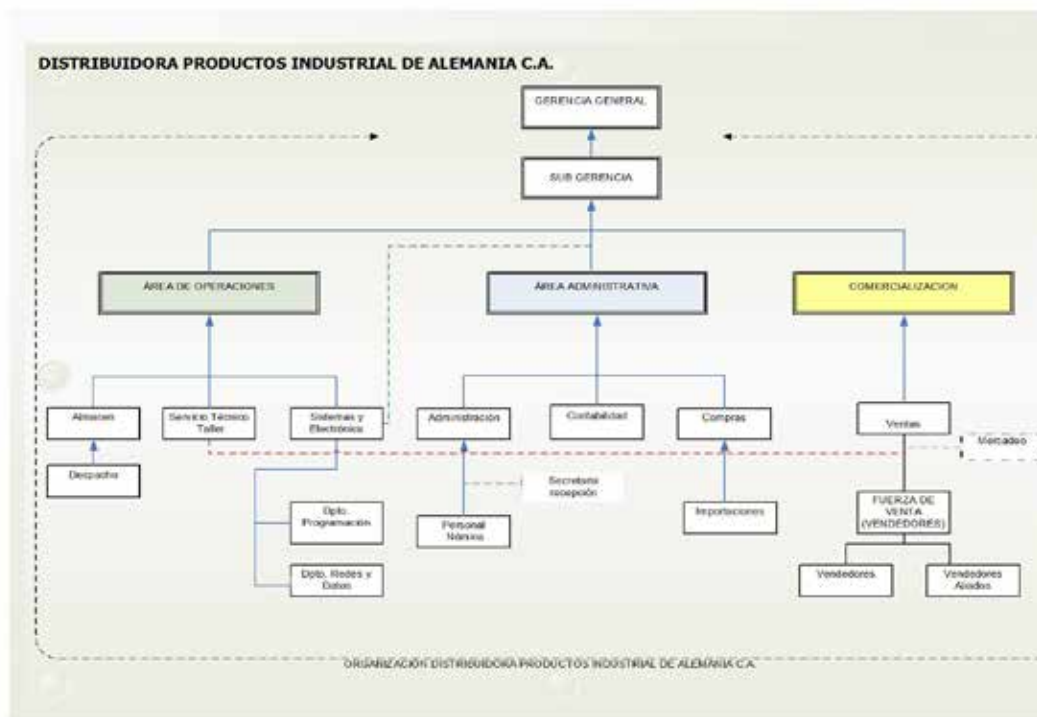 DISTRIBUIDORA PRODUCTOS INDUSTRIAL DE ALEMANIA C.A.
GERENCIA GENERAL
SUB GERENCIA
ÁREA DE OPERACIONES
ÁREA ADMINISTRATIVA
COMERCIALIZACION
Almacen
Servicio Técnico
Taller
Sistemas y
Electrónica
Administración
Contabilidad
Compras
Ventas
Mercadeo
Despacho
Secretaria
recepción
Dpto.
Programación
Personal
Nómina
Importaciones
FUERZA DE
VENTA
(VENDEDORES)
Dpto. Redes y
Datos
Vendedores
Vendedores
Aliados
ORGANIZACIÓN DISTRIBUIDORA PRODUCTOS INDUSTRIAL DE ALEMANIA C.A.